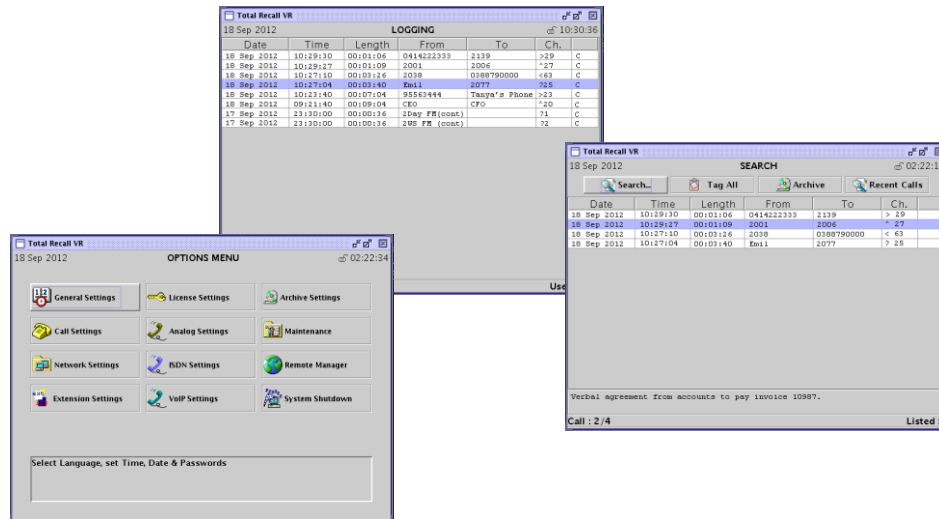 Total Recall VR
18 Sep 2012 LOGGING 10:30:36
Date Time Length From To Ch.
18 Sep 2012 10:29:30 00:01:06 0414222333 2139 >29 C
18 Sep 2012 10:29:27 00:01:09 2001 2006 ^27 C
18 Sep 2012 10:27:10 00:03:26 2038 0388790000 <63 C
18 Sep 2012 10:27:04 00:03:40 Emil 2077 ?25 C
18 Sep 2012 10:23:40 00:07:04 95563444 Tanya's Phone >23 C
18 Sep 2012 09:21:40 00:09:04 CEO CFO ^20 C
17 Sep 2012 23:30:00 00:00:36 2Day FM(cont) ?1 C
17 Sep 2012 23:30:00 00:00:36 2WS FM (cont) ?2 C
Use
Total Recall VR
18 Sep 2012 SEARCH 02:22:1
Search... Tag All Archive Recent Calls
Date Time Length From To Ch.
18 Sep 2012 10:29:30 00:01:06 0414222333 2139 > 29
18 Sep 2012 10:29:27 00:01:09 2001 2006 ^ 27
18 Sep 2012 10:27:10 00:03:26 2038 0388790000 < 63
18 Sep 2012 10:27:04 00:03:40 Emil 2077 ? 25
Verbal agreement from accounts to pay invoice 10987.
Call : 2/4 Listed :
Total Recall VR
18 Sep 2012 OPTIONS MENU 02:22:34
General Settings License Settings Archive Settings
Call Settings Analog Settings Maintenance
Network Settings ISDN Settings Remote Manager
Extension Settings VoIP Settings System Shutdown
Select Language, set Time, Date & Passwords